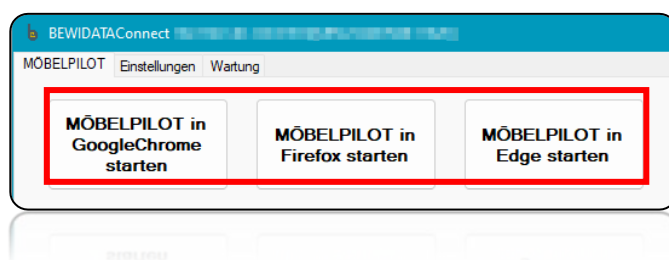 BEWIDATAConnect
MÖBELPILOT Einstellungen Wartung
MÖBELPILOT in
GoogleChrome
starten
MÖBELPILOT in
Firefox starten
MÖBELPILOT in
Edge starten